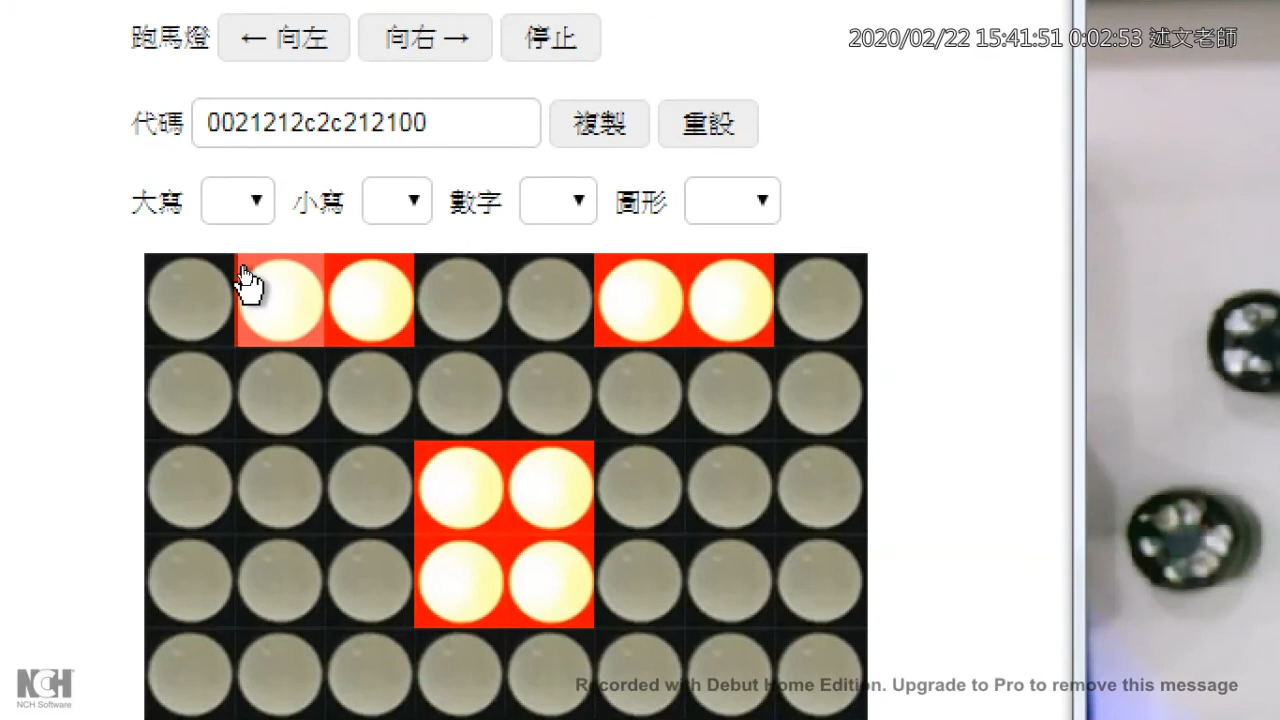 跑馬燈 ← 向左 向右 → 停止
2020/02/22 15:41:51 0:02:53 述文老師
代碼 0021212c2c212100 複製 重設
大寫 小寫 數字 圖形
NCH
NCH Software
Recorded with Debut Home Edition. Upgrade to Pro to remove this message